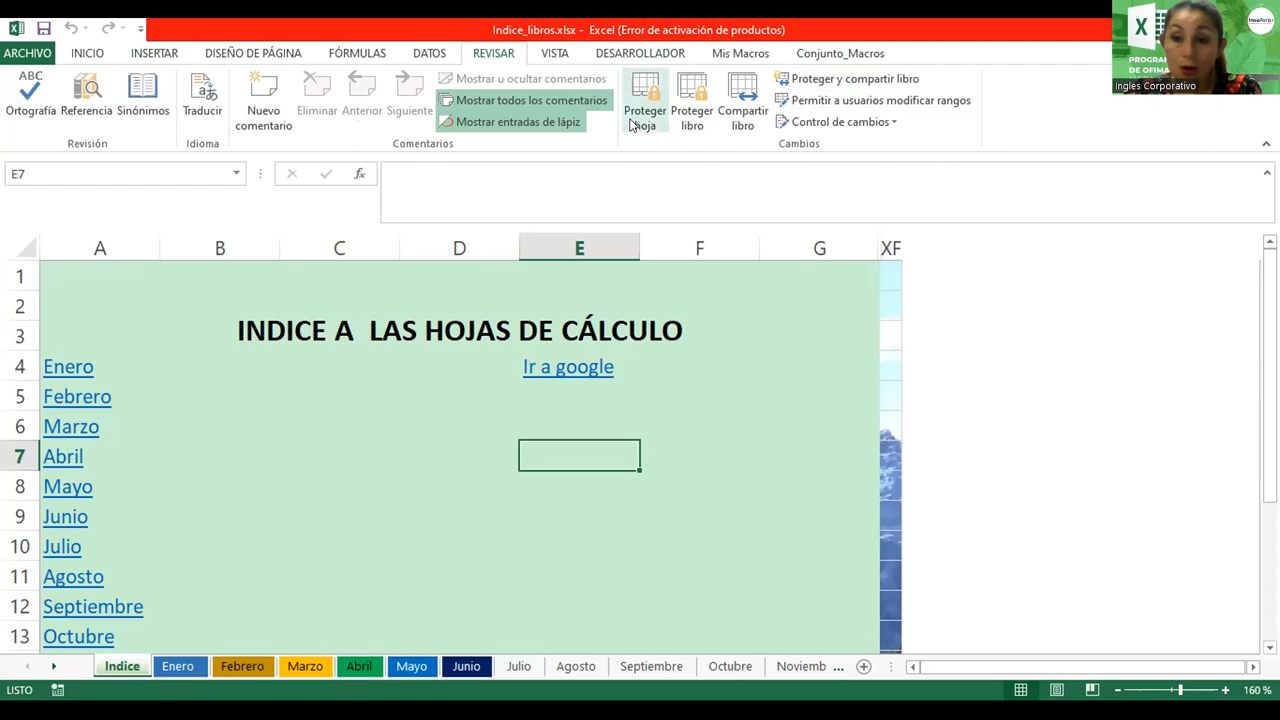 Indice_libros.xlsx - Excel (Error de activación de productos)
ARCHIVO INICIO INSERTAR DISEÑO DE PÁGINA FÓRMULAS DATOS REVISAR VISTA DESARROLLADOR Mis Macros Conjunto_Macros
ABC
Ortografía
Referencia
Sinónimos
Revisión
Traducir
Idioma
Nuevo
comentario
Eliminar
Anterior
Siguiente
Mostrar u ocultar comentarios
Mostrar todos los comentarios
Mostrar entradas de lápiz
Comentarios
Proteger
hoja
Proteger
libro
Compartir
libro
Proteger y compartir libro
Permitir a usuarios modificar rangos
Control de cambios
Cambios
PROGRAM
DE OFIMA
Ingles Corporativo
E7
fx
A B C D E F G XF
1
2
3 INDICE A LAS HOJAS DE CÁLCULO
4 Enero Ir a google
5 Febrero
6 Marzo
7 Abril
8 Mayo
9 Junio
10 Julio
11 Agosto
12 Septiembre
13 Octubre
Indice Enero Febrero Marzo Abril Mayo Junio Julio Agosto Septiembre Octubre Noviemb ...
LISTO 160 %